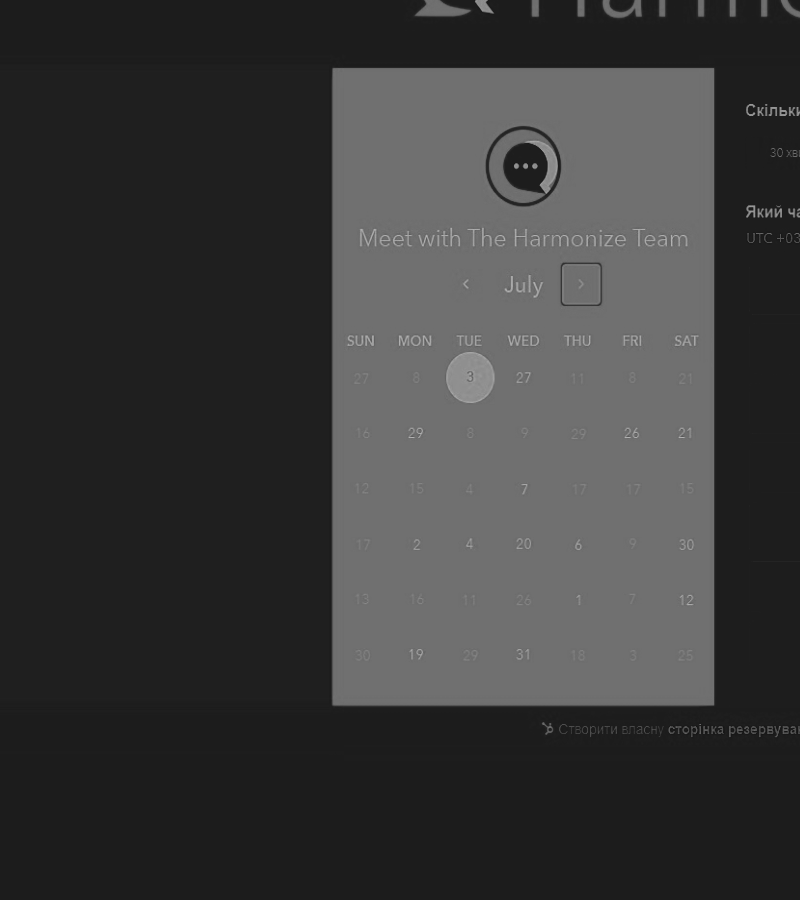 Meet with The Harmonize Team
July
SUN MON TUE WED THU FRI SAT
27 8 3 27 11 8 21
16 29 8 9 29 26 21
12 15 4 7 17 17 15
17 2 4 20 6 9 30
13 16 11 26 1 7 12
30 19 29 31 18 3 25
Скільки
30 хви
Який ча
UTC +03
Створити власну сторінка резервуван